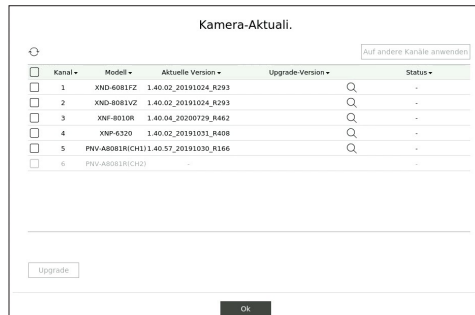 Kamera-Aktuali.
Auf andere Kanäle anwenden
Kanal Modell Aktuelle Version Upgrade-Version Status
1 XND-6081FZ 1.40.02_20191024_R293 -
2 XND-8081VZ 1.40.02_20191024_R293 -
3 XNF-8010R 1.40.04_20200729_R462 -
4 XNP-6320 1.40.02_20191031_R408 -
5 PNV-A8081R(CH1) 1.40.57_20191030_R166 -
6 PNV-A8081R(CH2) -
Upgrade
Ok